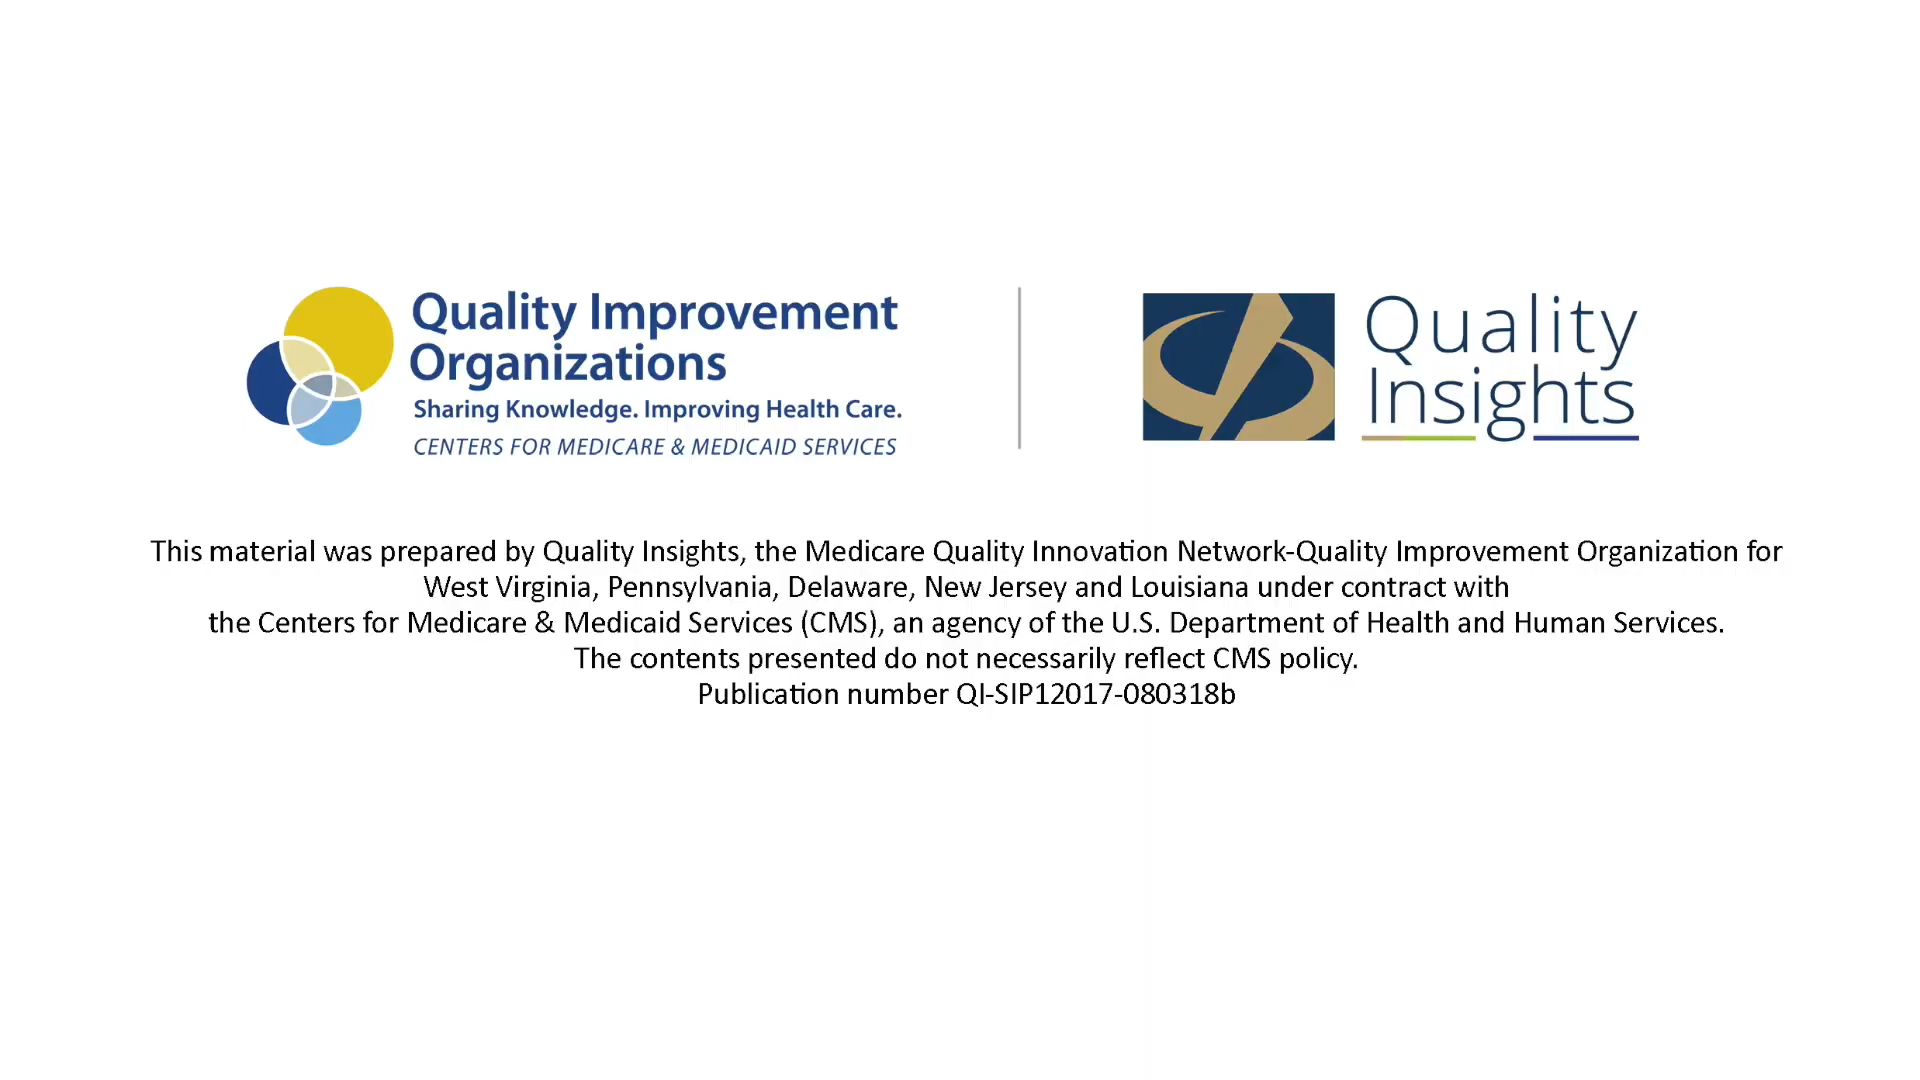 Quality Improvement
Organizations
Sharing Knowledge. Improving Health Care.
CENTERS FOR MEDICARE & MEDICAID SERVICES
Quality
Insights
This material was prepared by Quality Insights, the Medicare Quality Innovation Network-Quality Improvement Organization for
West Virginia, Pennsylvania, Delaware, New Jersey and Louisiana under contract with
the Centers for Medicare & Medicaid Services (CMS), an agency of the U.S. Department of Health and Human Services.
The contents presented do not necessarily reflect CMS policy.
Publication number QI-SIP12017-080318b